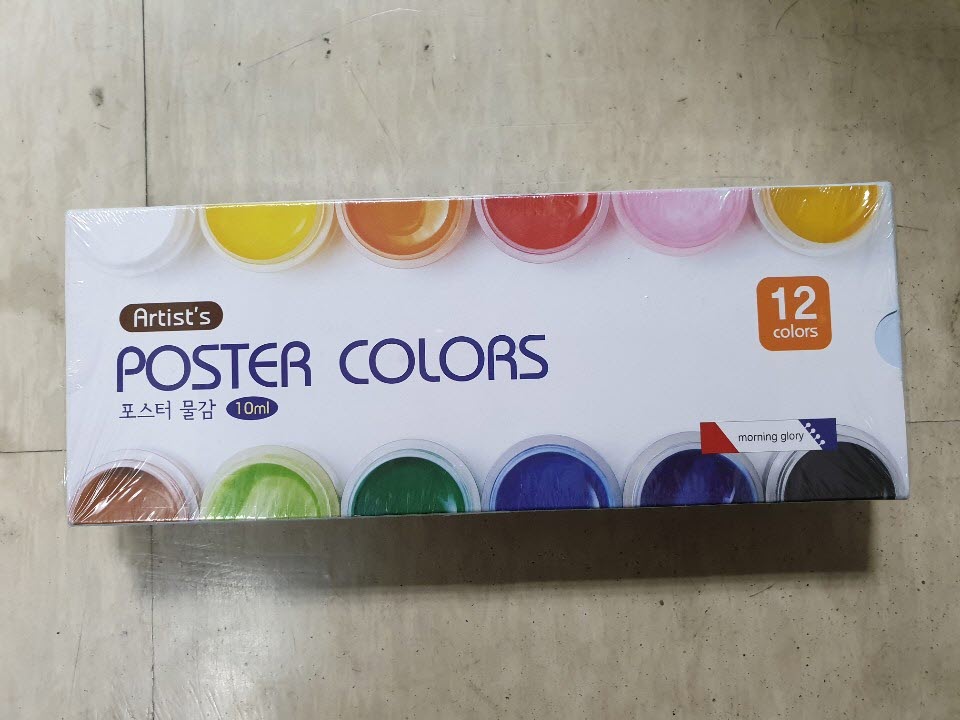 Artist's
POSTER COLORS
포스터 물감 10ml
12
colors
morning glory